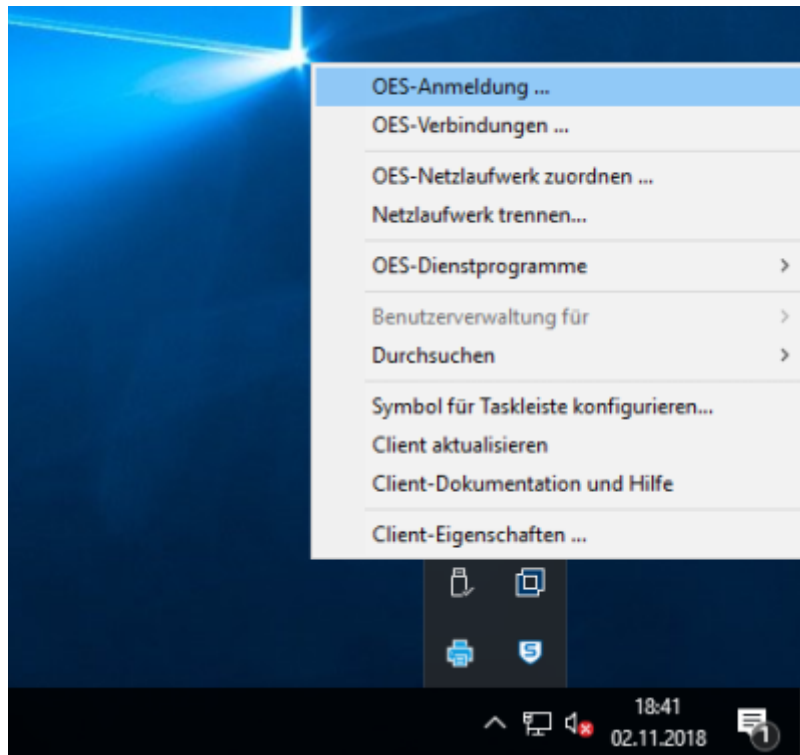 OES-Anmeldung ...
OES-Verbindungen ...
OES-Netzlaufwerk zuordnen ...
Netzlaufwerk trennen...
OES-Dienstprogramme
Benutzerverwaltung für
Durchsuchen
Symbol für Taskleiste konfigurieren...
Client aktualisieren
Client-Dokumentation und Hilfe
Client-Eigenschaften ...
S
18:41
02.11.2018
1